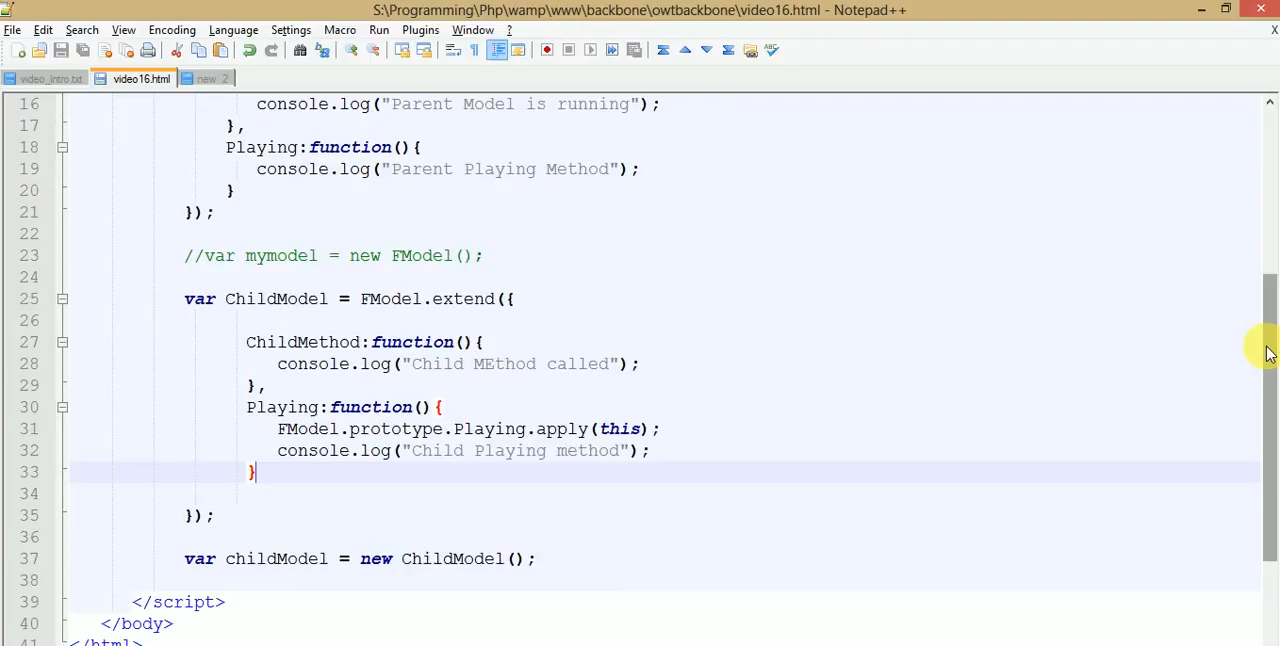 S:\Programming\Php\wamp\www\backbone\owtbackbone\video16.html - Notepad++
File Edit Search View Encoding Language Settings Macro Run Plugins Window ? X
video_intro.txt video16.html new 2
16 console.log("Parent Model is running");
17 },
18 Playing:function(){
19 console.log("Parent Playing Method");
20 }
21 });
22
23 //var mymodel = new FModel();
24
25 var ChildModel = FModel.extend({
26
27 ChildMethod:function(){
28 console.log("Child MEthod called");
29 },
30 Playing:function(){
31 FModel.prototype.Playing.apply(this);
32 console.log("Child Playing method");
33 }
34
35 });
36
37 var childModel = new ChildModel();
38
39 </script>
40 </body>
41 </html>